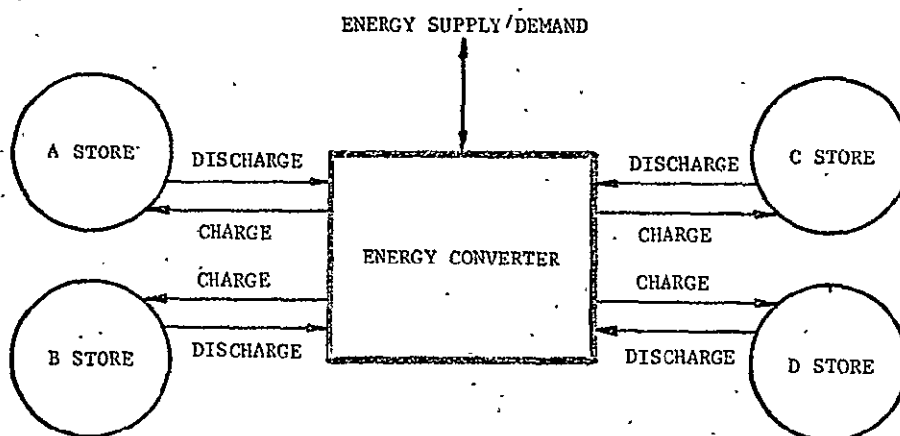 ENERGY SUPPLY/DEMAND
A STORE
DISCHARGE
CHARGE
CHARGE
DISCHARGE
B STORE
ENERGY CONVERTER
DISCHARGE
CHARGE
CHARGE
DISCHARGE
C STORE
D STORE